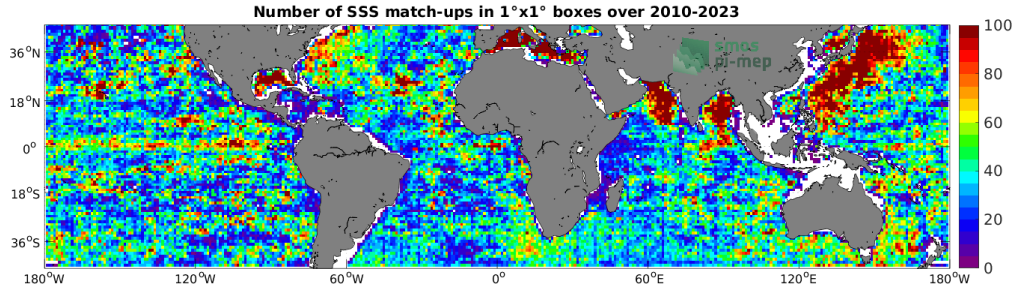 Number of SSS match-ups in 1°x1° boxes over 2010-2023
smos
pi-mep
36°N
18°N
0°
18°S
36°S
180°W
120°W
60°W
0°
60°E
120°E
180°W
100
80
60
40
20
0